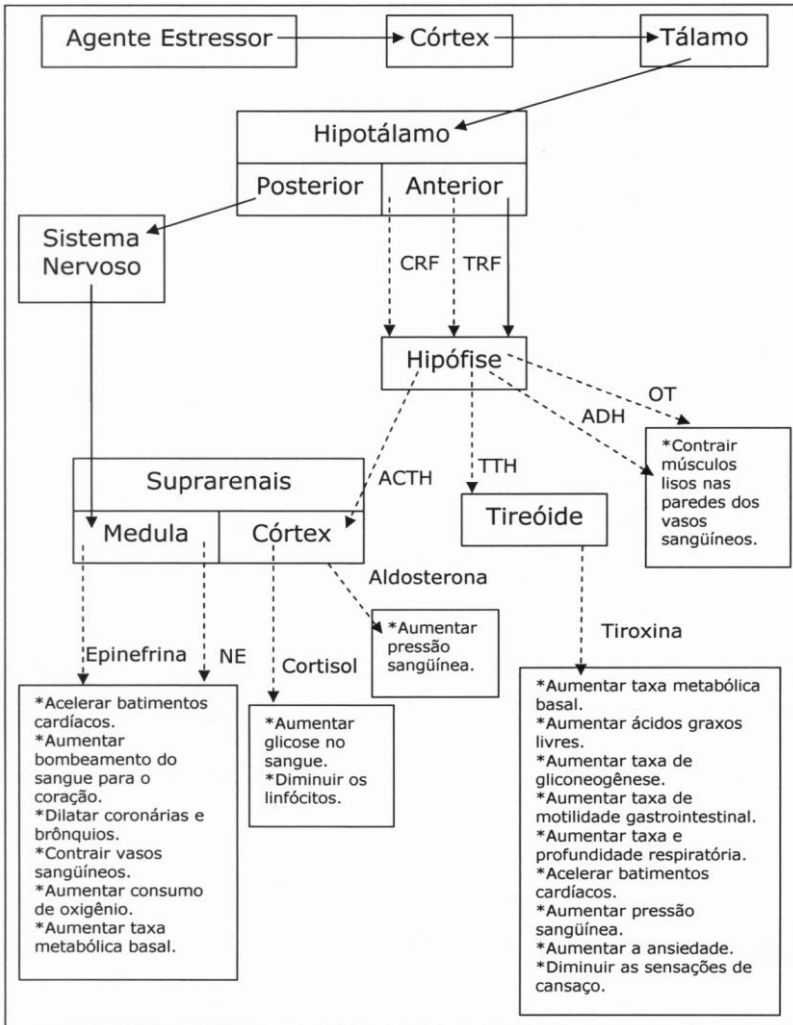 Agente Estressor
Córtex
Tálamo
Hipotálamo
Posterior
Anterior
Sistema
Nervoso
CRF
TRF
Hipófise
OT
ADH
*Contrair
músculos
lisos nas
paredes dos
vasos
sangüíneos.
ACTH
TTH
Suprarenais
Medula
Córtex
Tireóide
Aldosterona
*Aumentar
pressão
sangüínea.
Tiroxina
Epinefrina
NE
Cortisol
*Acelerar batimentos
cardíacos.
*Aumentar
bombeamento do
sangue para o
coração.
*Dilatar coronárias e
brônquios.
*Contrair vasos
sangüíneos.
*Aumentar consumo
de oxigênio.
*Aumentar taxa
metabólica basal.
*Aumentar
glicose no
sangue.
*Diminuir os
linfócitos.
*Aumentar taxa metabólica
basal.
*Aumentar ácidos graxos
livres.
*Aumentar taxa de
gliconeogênese.
*Aumentar taxa de
motilidade gastrointestinal.
*Aumentar taxa e
profundidade respiratória.
*Acelerar batimentos
cardíacos.
*Aumentar pressão
sangüínea.
*Aumentar a ansiedade.
*Diminuir as sensações de
cansaço.